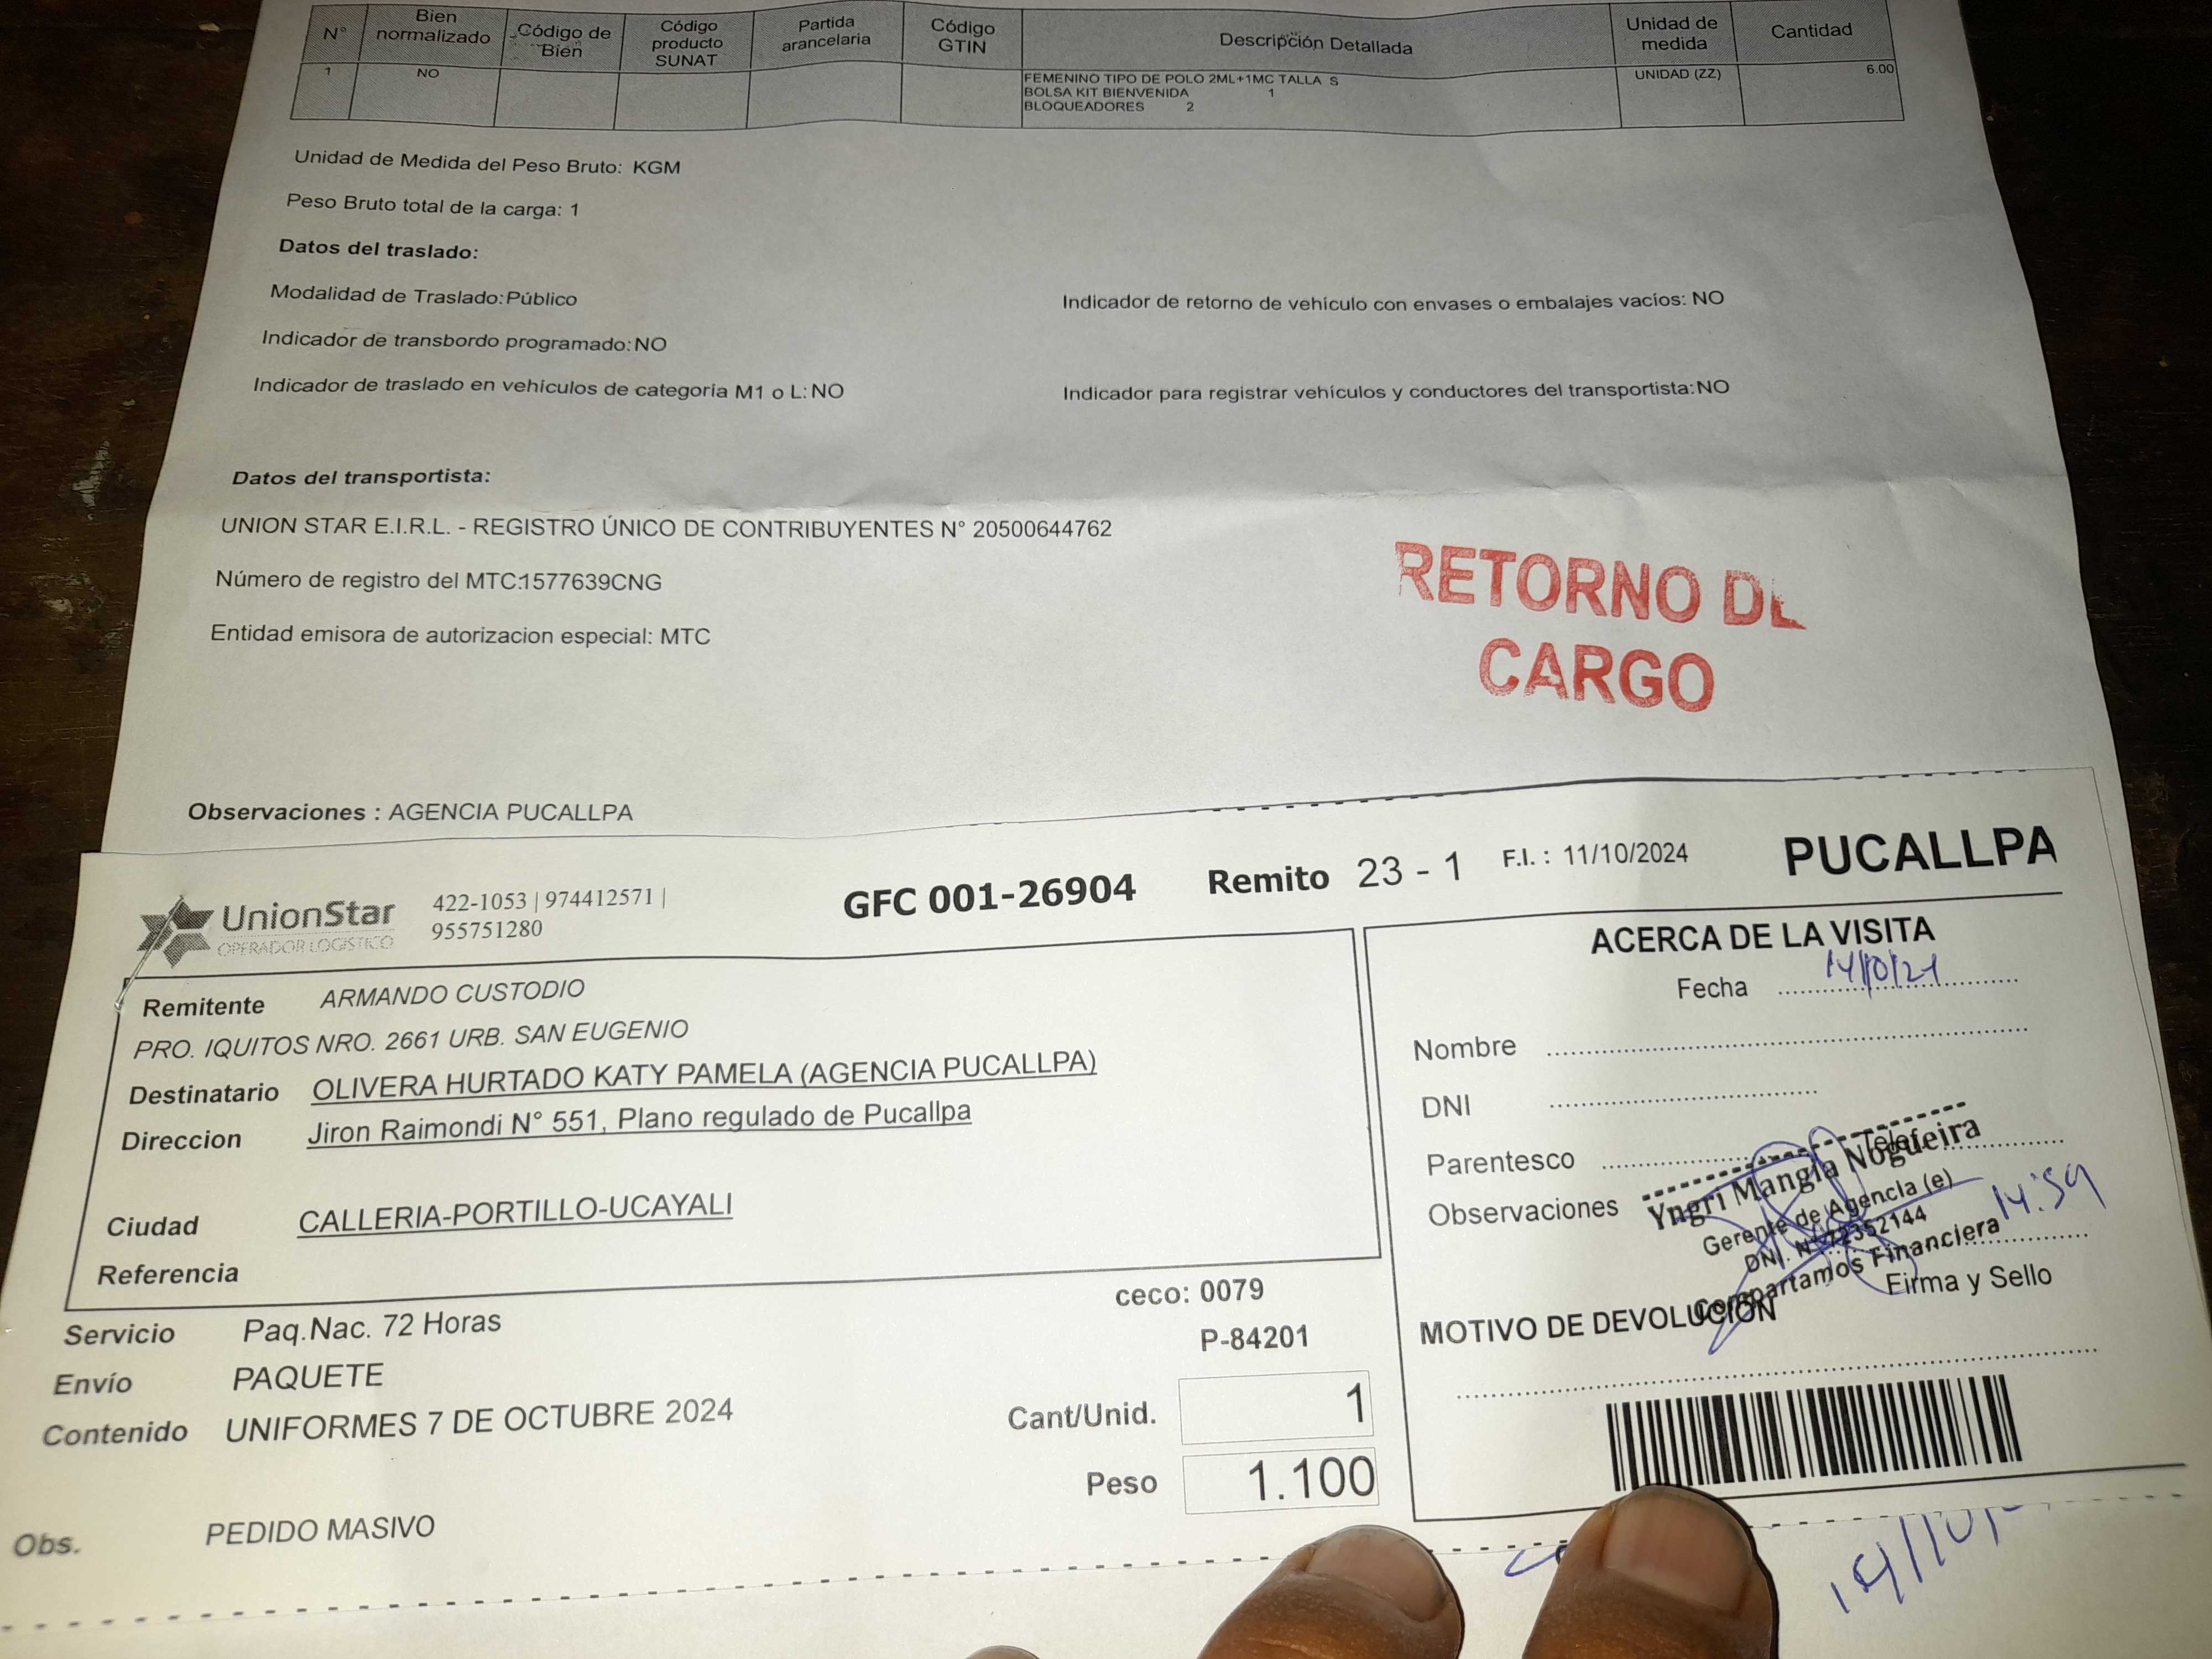 N° Bien normalizado Código de Bien Código producto SUNAT Partida arancelaria Código GTIN Descripción Detallada Unidad de medida Cantidad
1 NO FEMENINO TIPO DE POLO 2ML+1MC TALLA S UNIDAD (ZZ) 6.00
BOLSA KIT BIENVENIDA 1
BLOQUEADORES 2
Unidad de Medida del Peso Bruto: KGM
Peso Bruto total de la carga: 1
Datos del traslado:
Modalidad de Traslado:Público
Indicador de retorno de vehículo con envases o embalajes vacíos: NO
Indicador de transbordo programado:NO
Indicador de traslado en vehículos de categoria M1 o L:NO
Indicador para registrar vehículos y conductores del transportista:NO
Datos del transportista:
UNION STAR E.I.R.L. - REGISTRO ÚNICO DE CONTRIBUYENTES N° 20500644762
Número de registro del MTC:1577639CNG
Entidad emisora de autorizacion especial: MTC
RETORNO DE
CARGO
Observaciones : AGENCIA PUCALLPA
UnionStar
OPERADOR LOGISTICO
422-1053 | 974412571 |
955751280
GFC 001-26904 Remito 23 - 1 F.I. : 11/10/2024 PUCALLPA
Remitente ARMANDO CUSTODIO
PRO. IQUITOS NRO. 2661 URB. SAN EUGENIO
Destinatario OLIVERA HURTADO KATY PAMELA (AGENCIA PUCALLPA)
Direccion Jiron Raimondi N° 551, Plano regulado de Pucallpa
Ciudad CALLERIA-PORTILLO-UCAYALI
Referencia
Servicio Paq.Nac. 72 Horas
ceco: 0079
P-84201
Envío PAQUETE
Contenido UNIFORMES 7 DE OCTUBRE 2024
Cant/Unid. 1
Peso 1.100
Obs. PEDIDO MASIVO
ACERCA DE LA VISITA
Fecha 14/10/24
Nombre
DNI
Parentesco Telef.
Observaciones
Yngri Mangia Nogueira
Gerente de Agencia (e)
DNI. N° 72352144
Compartamos Financiera
14:59
Firma y Sello
MOTIVO DE DEVOLUCION
14/10/